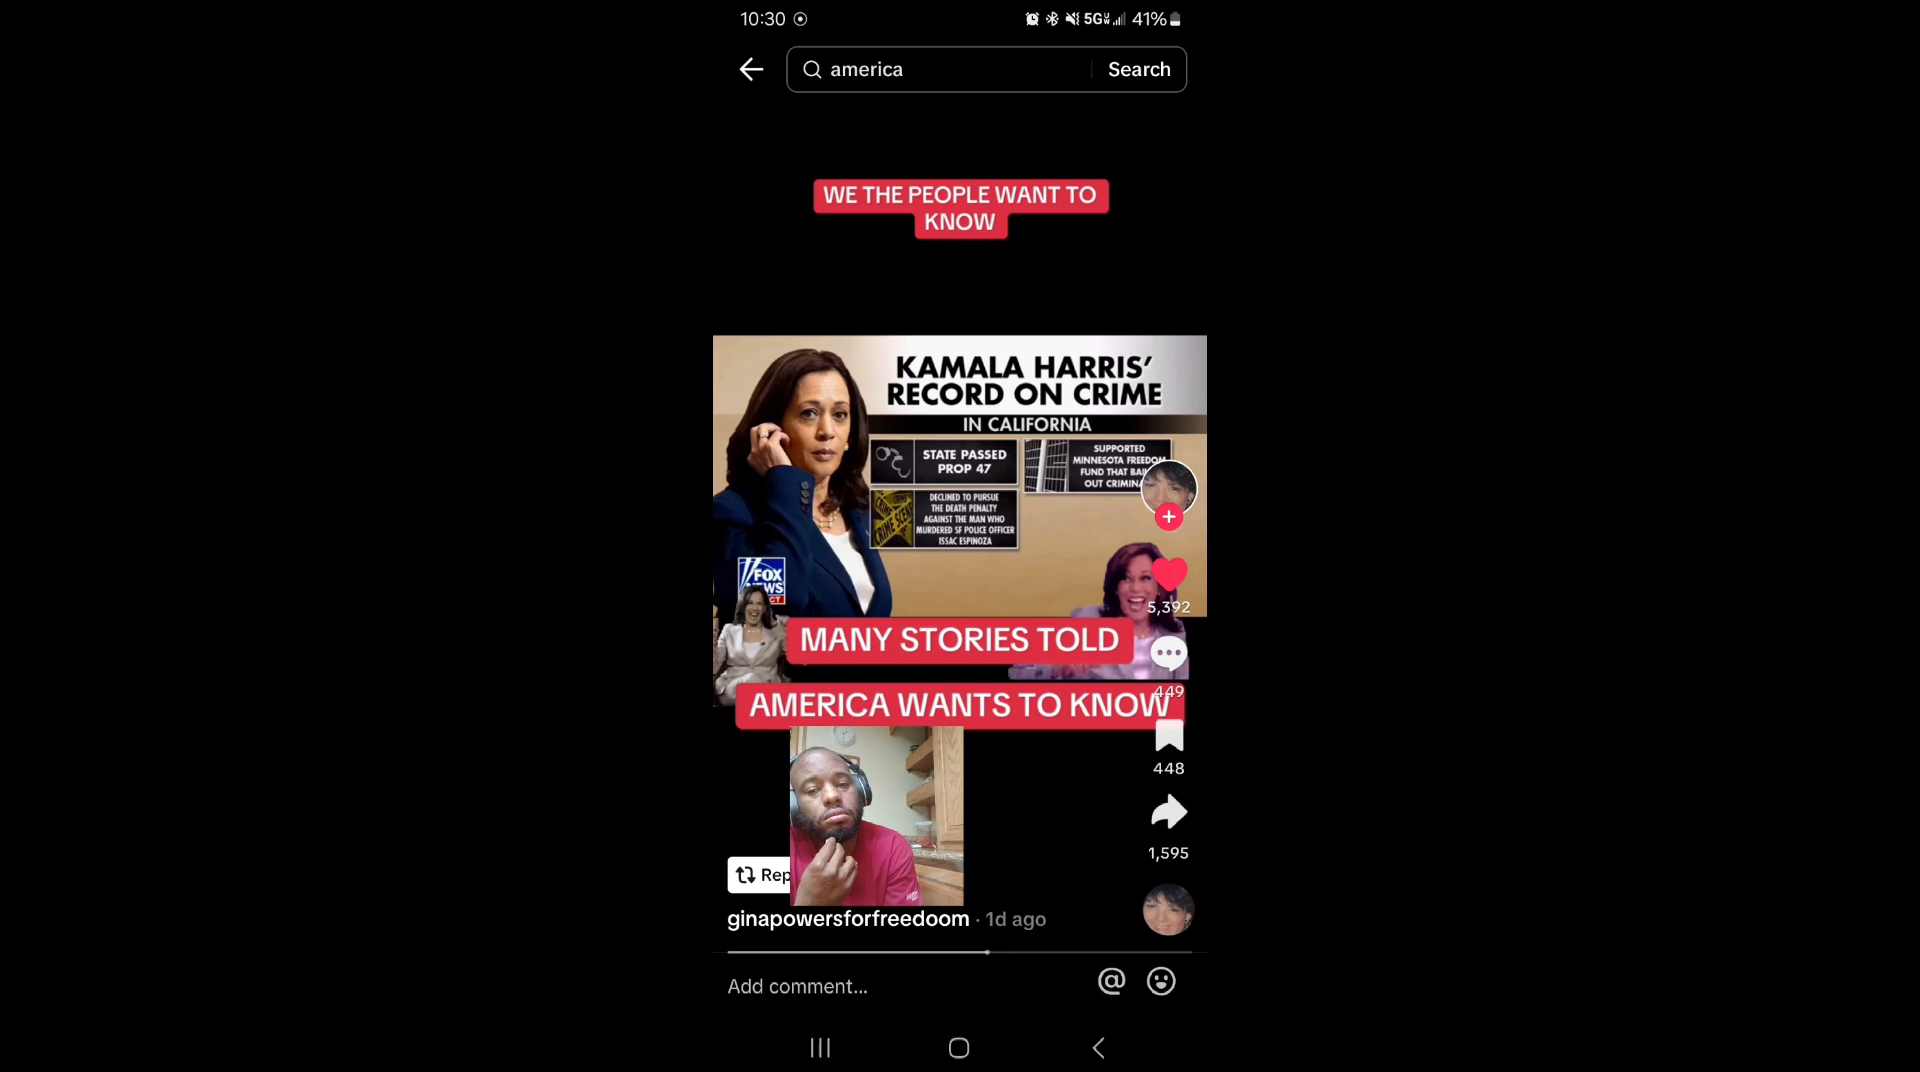 10:30
5G 41%
america
Search
WE THE PEOPLE WANT TO
KNOW
KAMALA HARRIS'
RECORD ON CRIME
IN CALIFORNIA
STATE PASSED
PROP 47
SUPPORTED
MINNESOTA FREEDOM
FUND THAT
OUT
DECLINED TO PURSUE
THE DEATH PENALTY
AGAINST THE MAN WHO
MURDERED SF POLICE OFFICER
ISSAC ESPINOZA
FOX
NEWS
5,392
MANY STORIES TOLD
AMERICA WANTS TO KNOW
449
448
1,595
Rep
ginapowersforfreedoom · 1d ago
Add comment...
@